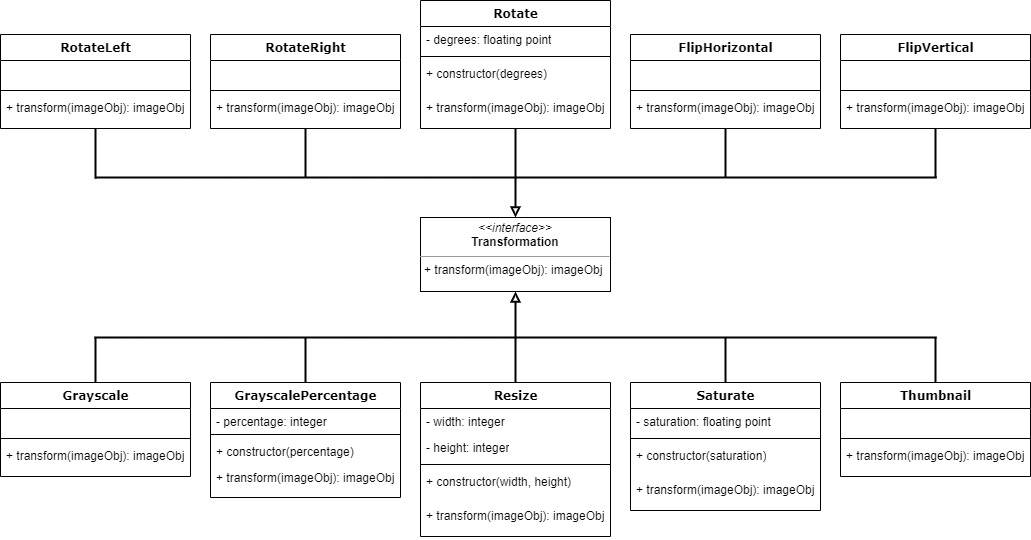 Rotate
- degrees: floating point
+ constructor(degrees)
+ transform(imageObj): imageObj
RotateLeft
+ transform(imageObj): imageObj
RotateRight
+ transform(imageObj): imageObj
FlipHorizontal
+ transform(imageObj): imageObj
FlipVertical
+ transform(imageObj): imageObj
<<interface>>
Transformation
+ transform(imageObj): imageObj
Grayscale
+ transform(imageObj): imageObj
GrayscalePercentage
- percentage: integer
+ constructor(percentage)
+ transform(imageObj): imageObj
Resize
- width: integer
- height: integer
+ constructor(width, height)
+ transform(imageObj): imageObj
Saturate
- saturation: floating point
+ constructor(saturation)
+ transform(imageObj): imageObj
Thumbnail
+ transform(imageObj): imageObj